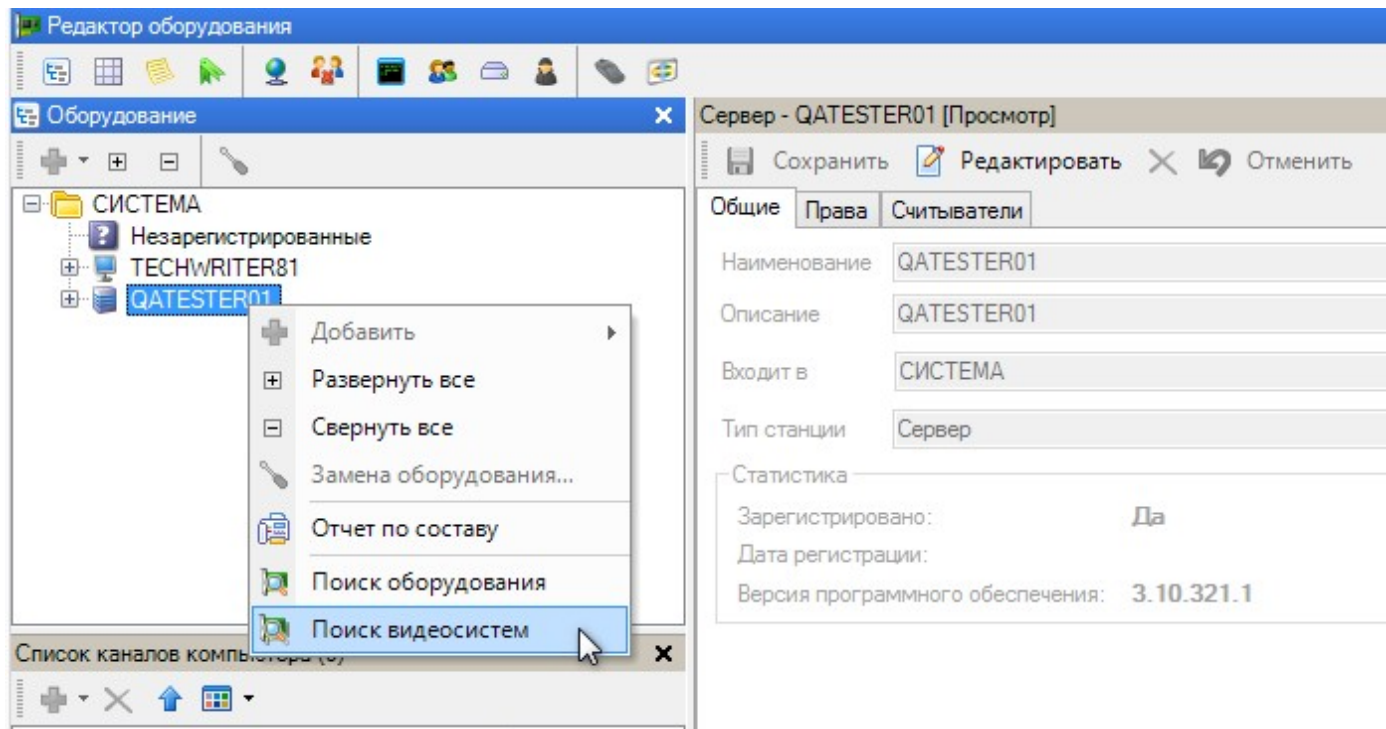 Редактор оборудования
Оборудование
СИСТЕМА
Незарегистрированные
TECHWRITER81
QATESTER01
Добавить
Развернуть все
Свернуть все
Замена оборудования...
Отчет по составу
Поиск оборудования
Поиск видеосистем
Список каналов
Сервер - QATESTER01 [Просмотр]
Сохранить Редактировать Отменить
Общие Права Считыватели
Наименование QATESTER01
Описание QATESTER01
Входит в СИСТЕМА
Тип станции Сервер
Статистика
Зарегистрировано: Да
Дата регистрации:
Версия программного обеспечения: 3.10.321.1